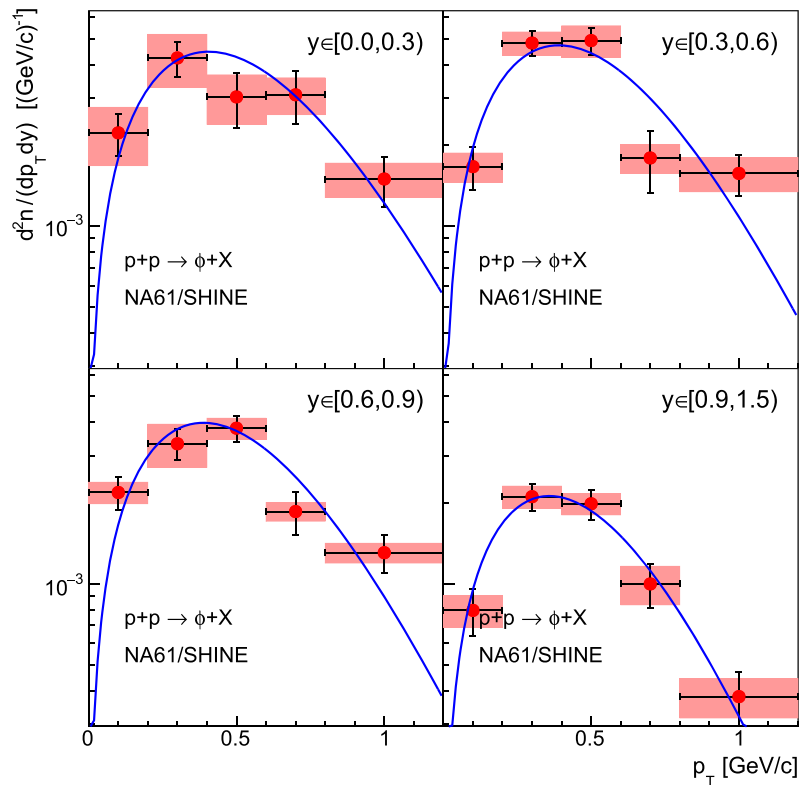 d²n/(dp_T dy) [(GeV/c)⁻¹]
y∈[0.0,0.3)
y∈[0.3,0.6)
10⁻³
p+p → ϕ+X
NA61/SHINE
p+p → ϕ+X
NA61/SHINE
y∈[0.6,0.9)
y∈[0.9,1.5)
10⁻³
p+p → ϕ+X
NA61/SHINE
p+p → ϕ+X
NA61/SHINE
0 0.5 1 0.5 1
p_T [GeV/c]